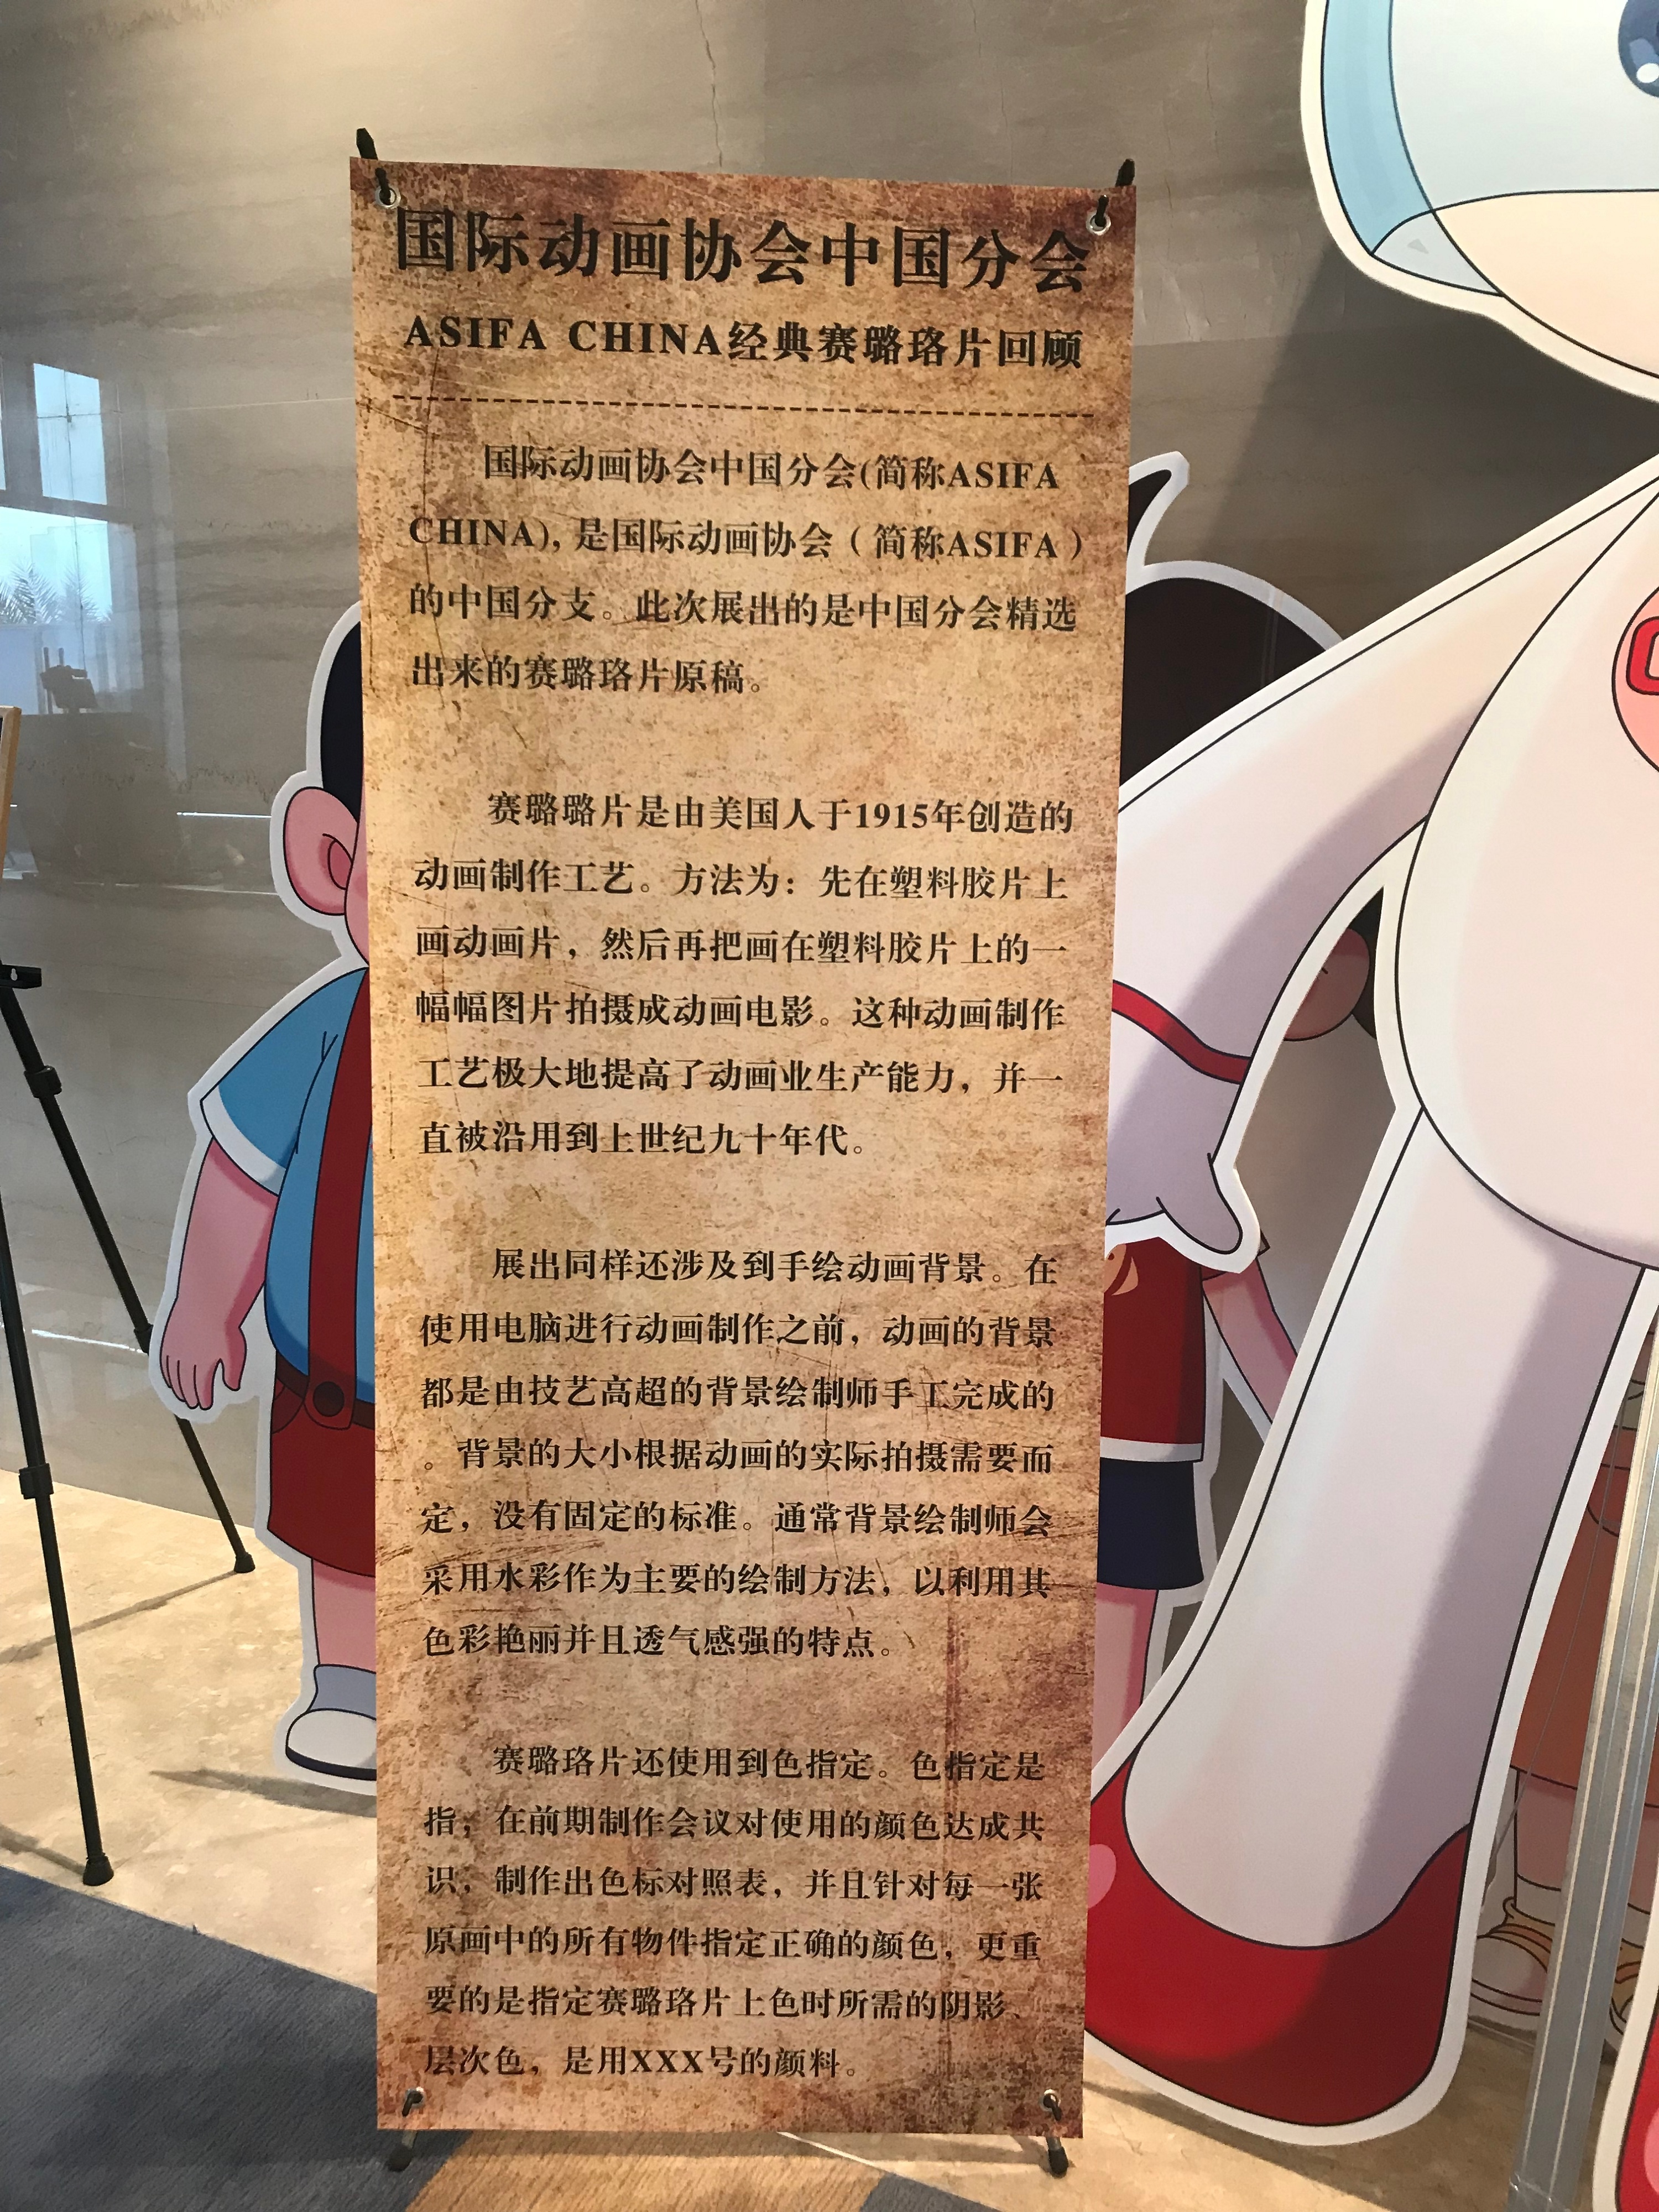 国际动画协会中国分会
ASIFA CHINA经典赛璐珞片回顾
国际动画协会中国分会(简称ASIFA
CHINA), 是国际动画协会（简称ASIFA）
的中国分支。此次展出的是中国分会精选
出来的赛璐珞片原稿。
赛璐璐片是由美国人于1915年创造的
动画制作工艺。方法为：先在塑料胶片上
画动画片，然后再把画在塑料胶片上的一
幅幅图片拍摄成动画电影。这种动画制作
工艺极大地提高了动画业生产能力，并一
直被沿用到上世纪九十年代。
展出同样还涉及到手绘动画背景。在
使用电脑进行动画制作之前，动画的背景
都是由技艺高超的背景绘制师手工完成的
。背景的大小根据动画的实际拍摄需要而
定，没有固定的标准。通常背景绘制师会
采用水彩作为主要的绘制方法，以利用其
色彩艳丽并且透气感强的特点。
赛璐珞片还使用到色指定。色指定是
指，在前期制作会议对使用的颜色达成共
识，制作出色标对照表，并且针对每一张
原画中的所有物件指定正确的颜色，更重
要的是指定赛璐珞片上色时所需的阴影、
层次色，是用XXX号的颜料。